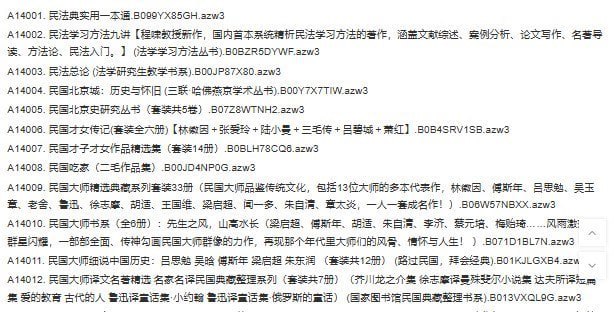 A14001. 民法典实用一本通.B099YX85GH.azw3
A14002. 民法学习方法九讲【程啸教授新作，国内首本系统精析民法学习方法的著作，涵盖文献综述、案例分析、论文写作、名著导
读、方法论、民法入门。】 (法学学习方法丛书).B0BZR5DYWF.azw3
A14003. 民法总论 (法学研究生教学书系).B00JP87X80.azw3
A14004. 民国北京城：历史与怀旧 (三联·哈佛燕京学术丛书).B00Y7X7TIW.azw3
A14005. 民国北京史研究丛书（套装共5卷）.B07Z8WTNH2.azw3
A14006. 民国才女传记(套装全六册)【林徽因＋张爱玲＋陆小曼＋三毛传＋吕碧城＋萧红】.B0B4SRV1SB.azw3
A14007. 民国才子才女作品精选集（套装14册）.B0BLH78CQ6.azw3
A14008. 民国吃家（二毛作品集）.B00JD4NP0G.azw3
A14009. 民国大师精选典藏系列套装33册（民国大师品鉴传统文化，包括13位大师的多本代表作，林徽因、傅斯年、吕思勉、吴玉
章、老舍、鲁迅、徐志摩、胡适、王国维、梁启超、闻一多、朱自清、章太炎，一人一套成名作！）.B06W57NBXX.azw3
A14010. 民国大师书系（全6册）：先生之风，山高水长（梁启超、傅斯年、胡适、朱自清、李济、蔡元培、梅贻琦……风雨激
群星闪耀，一部部全面、传神勾画民国大师群像的力作，再现那个年代里大师们的风骨、情怀与人生！）.B071D1BL7N.azw3
A14011. 民国大师细说中国历史：吕思勉 吴晗 傅斯年 梁启超 朱东润 （套装共12册） (路过民国，拜会经典).B01KJLGXB4.azw
A14012. 民国大师译文名著精选 名家名译民国典藏整理系列（套装共7册）（芥川龙之介集 徐志摩译曼殊斐尔小说集 达夫所译短篇
集 爱的教育 古代的人 鲁迅译童话集·小约翰 鲁迅译童话集·俄罗斯的童话） (国家图书馆民国典藏整理书系).B013VXQL9G.azw3